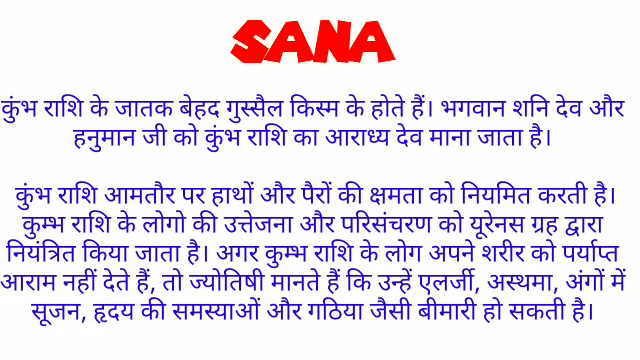 SANA
कुंभ राशि के जातक बेहद गुस्सैल किस्म के होते हैं। भगवान शनि देव और
हनुमान जी को कुंभ राशि का आराध्य देव माना जाता है।
कुंभ राशि आमतौर पर हाथों और पैरों की क्षमता को नियमित करती है।
कुम्भ राशि के लोगो की उत्तेजना और परिसंचरण को यूरेनस ग्रह द्वारा
नियंत्रित किया जाता है। अगर कुम्भ राशि के लोग अपने शरीर को पर्याप्त
आराम नहीं देते हैं, तो ज्योतिषी मानते हैं कि उन्हें एलर्जी, अस्थमा, अंगों में
सूजन, हृदय की समस्याओं और गठिया जैसी बीमारी हो सकती है।